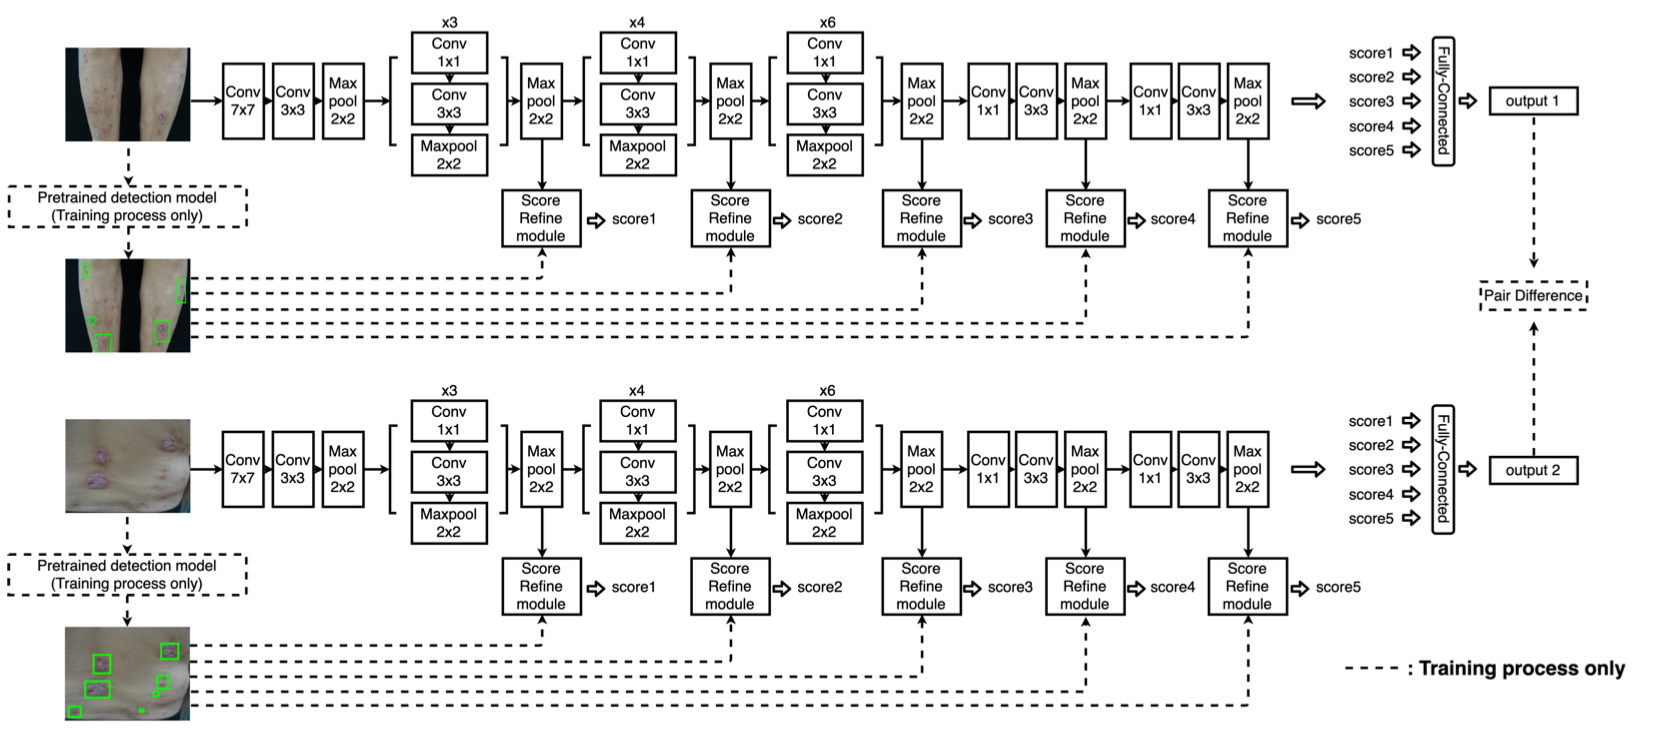 x3
x4
x6
Conv
7x7
Conv
3x3
Max
pool
2x2
Conv
1x1
Conv
3x3
Maxpool
2x2
Max
pool
2x2
Conv
1x1
Conv
3x3
Maxpool
2x2
Max
pool
2x2
Conv
1x1
Conv
3x3
Maxpool
2x2
Max
pool
2x2
Conv
1x1
Conv
3x3
Max
pool
2x2
Conv
1x1
Conv
3x3
Max
pool
2x2
score1
score2
score3
score4
score5
Fully-Connected
output 1
Pretrained detection model
(Training process only)
Score
Refine
module
score1
Score
Refine
module
score2
Score
Refine
module
score3
Score
Refine
module
score4
Score
Refine
module
score5
Pair Difference
x3
x4
x6
Conv
7x7
Conv
3x3
Max
pool
2x2
Conv
1x1
Conv
3x3
Maxpool
2x2
Max
pool
2x2
Conv
1x1
Conv
3x3
Maxpool
2x2
Max
pool
2x2
Conv
1x1
Conv
3x3
Maxpool
2x2
Max
pool
2x2
Conv
1x1
Conv
3x3
Max
pool
2x2
Conv
1x1
Conv
3x3
Max
pool
2x2
score1
score2
score3
score4
score5
Fully-Connected
output 2
Pretrained detection model
(Training process only)
Score
Refine
module
score1
Score
Refine
module
score2
Score
Refine
module
score3
Score
Refine
module
score4
Score
Refine
module
score5
: Training process only